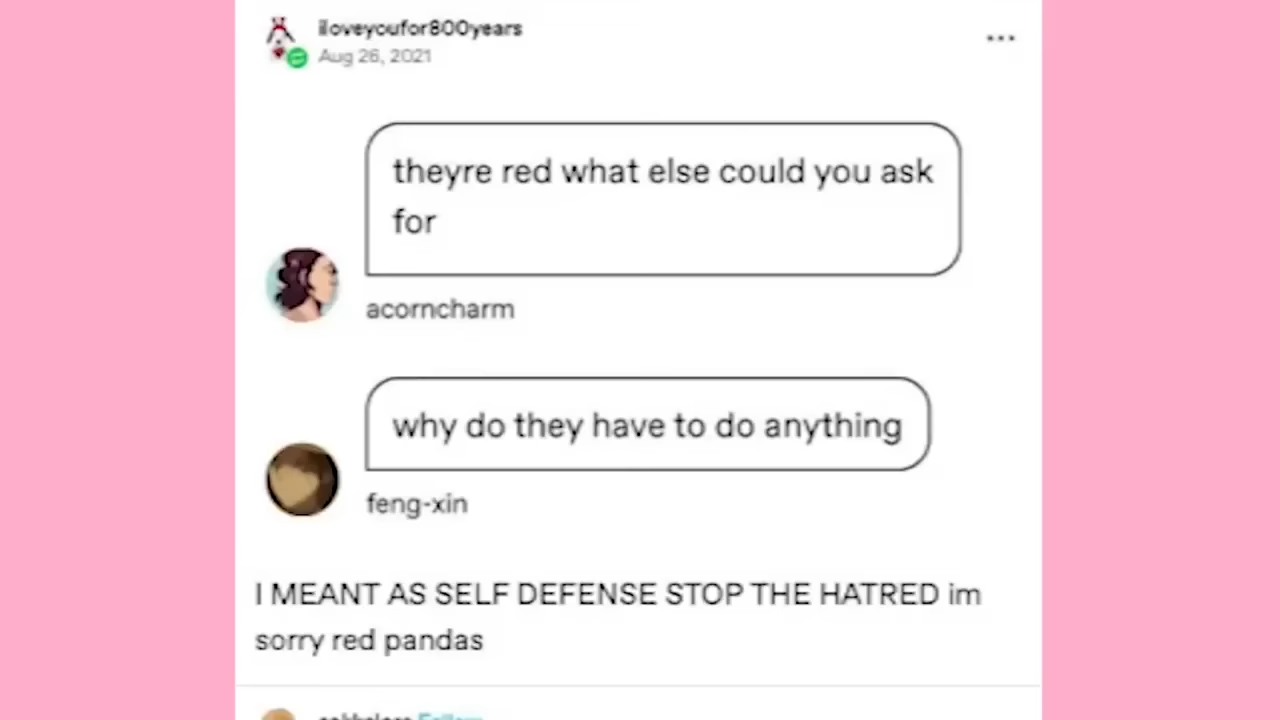 iloveyoufor800years
Aug 26, 2021
theyre red what else could you ask
for
acorncharm
why do they have to do anything
feng-xin
I MEANT AS SELF DEFENSE STOP THE HATRED im
sorry red pandas